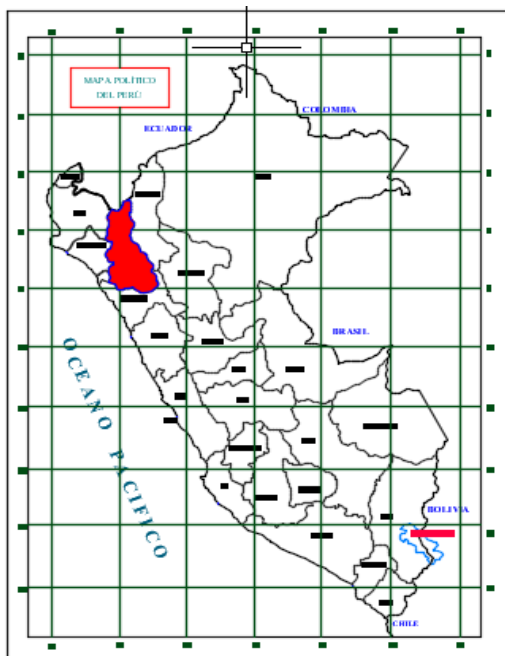 MAPA POLÍTICO
DEL PERÚ
COLOMBIA
ECUADOR
BRASIL
OCEANO PACIFICO
BOLIVIA
CHILE